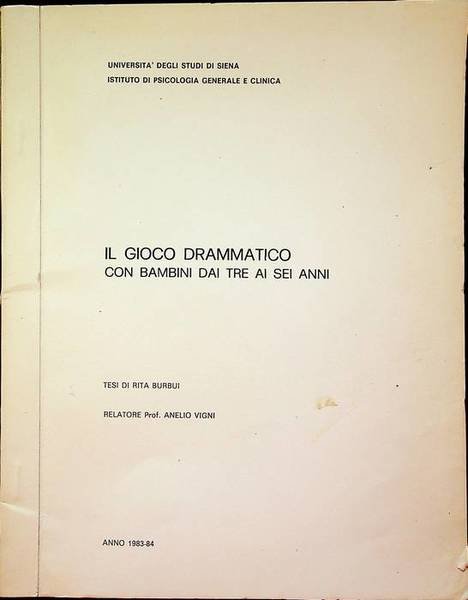 UNIVERSITA' DEGLI STUDI DI SIENA
ISTITUTO DI PSICOLOGIA GENERALE E CLINICA
IL GIOCO DRAMMATICO
CON BAMBINI DAI TRE AI SEI ANNI
TESI DI RITA BURBUI
RELATORE Prof. ANELIO VIGNI
ANNO 1983-84